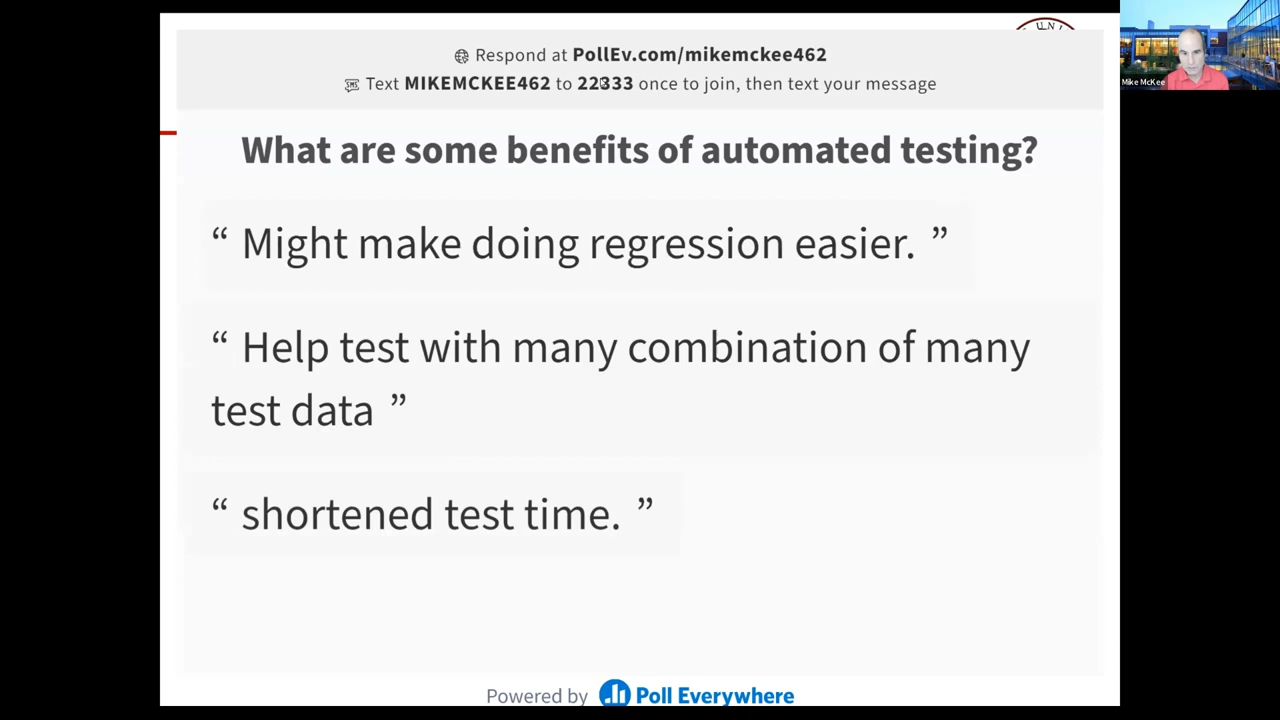 UNI
Respond at PollEv.com/mikemckee462
Text MIKEMCKEE462 to 22333 once to join, then text your message
Mike McKee
What are some benefits of automated testing?
“ Might make doing regression easier. ”
“ Help test with many combination of many
test data ”
“ shortened test time. ”
Powered by Poll Everywhere